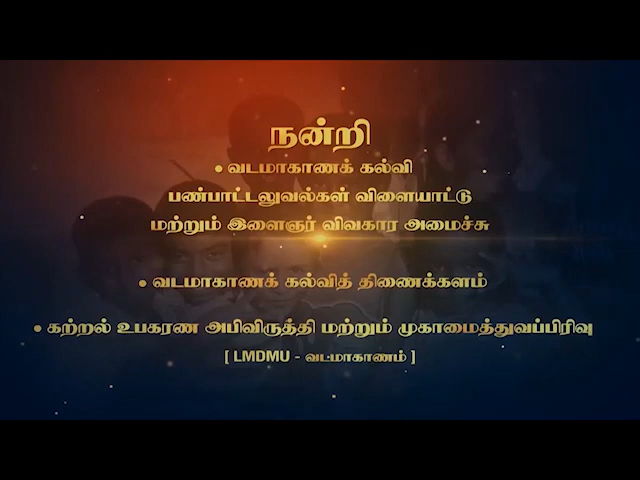 நன்றி
• வடமாகாணக் கல்வி
பண்பாட்டலுவல்கள் விளையாட்டு
மற்றும் இளைஞர் விவகார அமைச்சு
• வடமாகாணக் கல்வித் திணைக்களம்
• கற்றல் உபகரண அபிவிருத்தி மற்றும் முகாமைத்துவப்பிரிவு
[ LMDMU - வடமாகாணம் ]